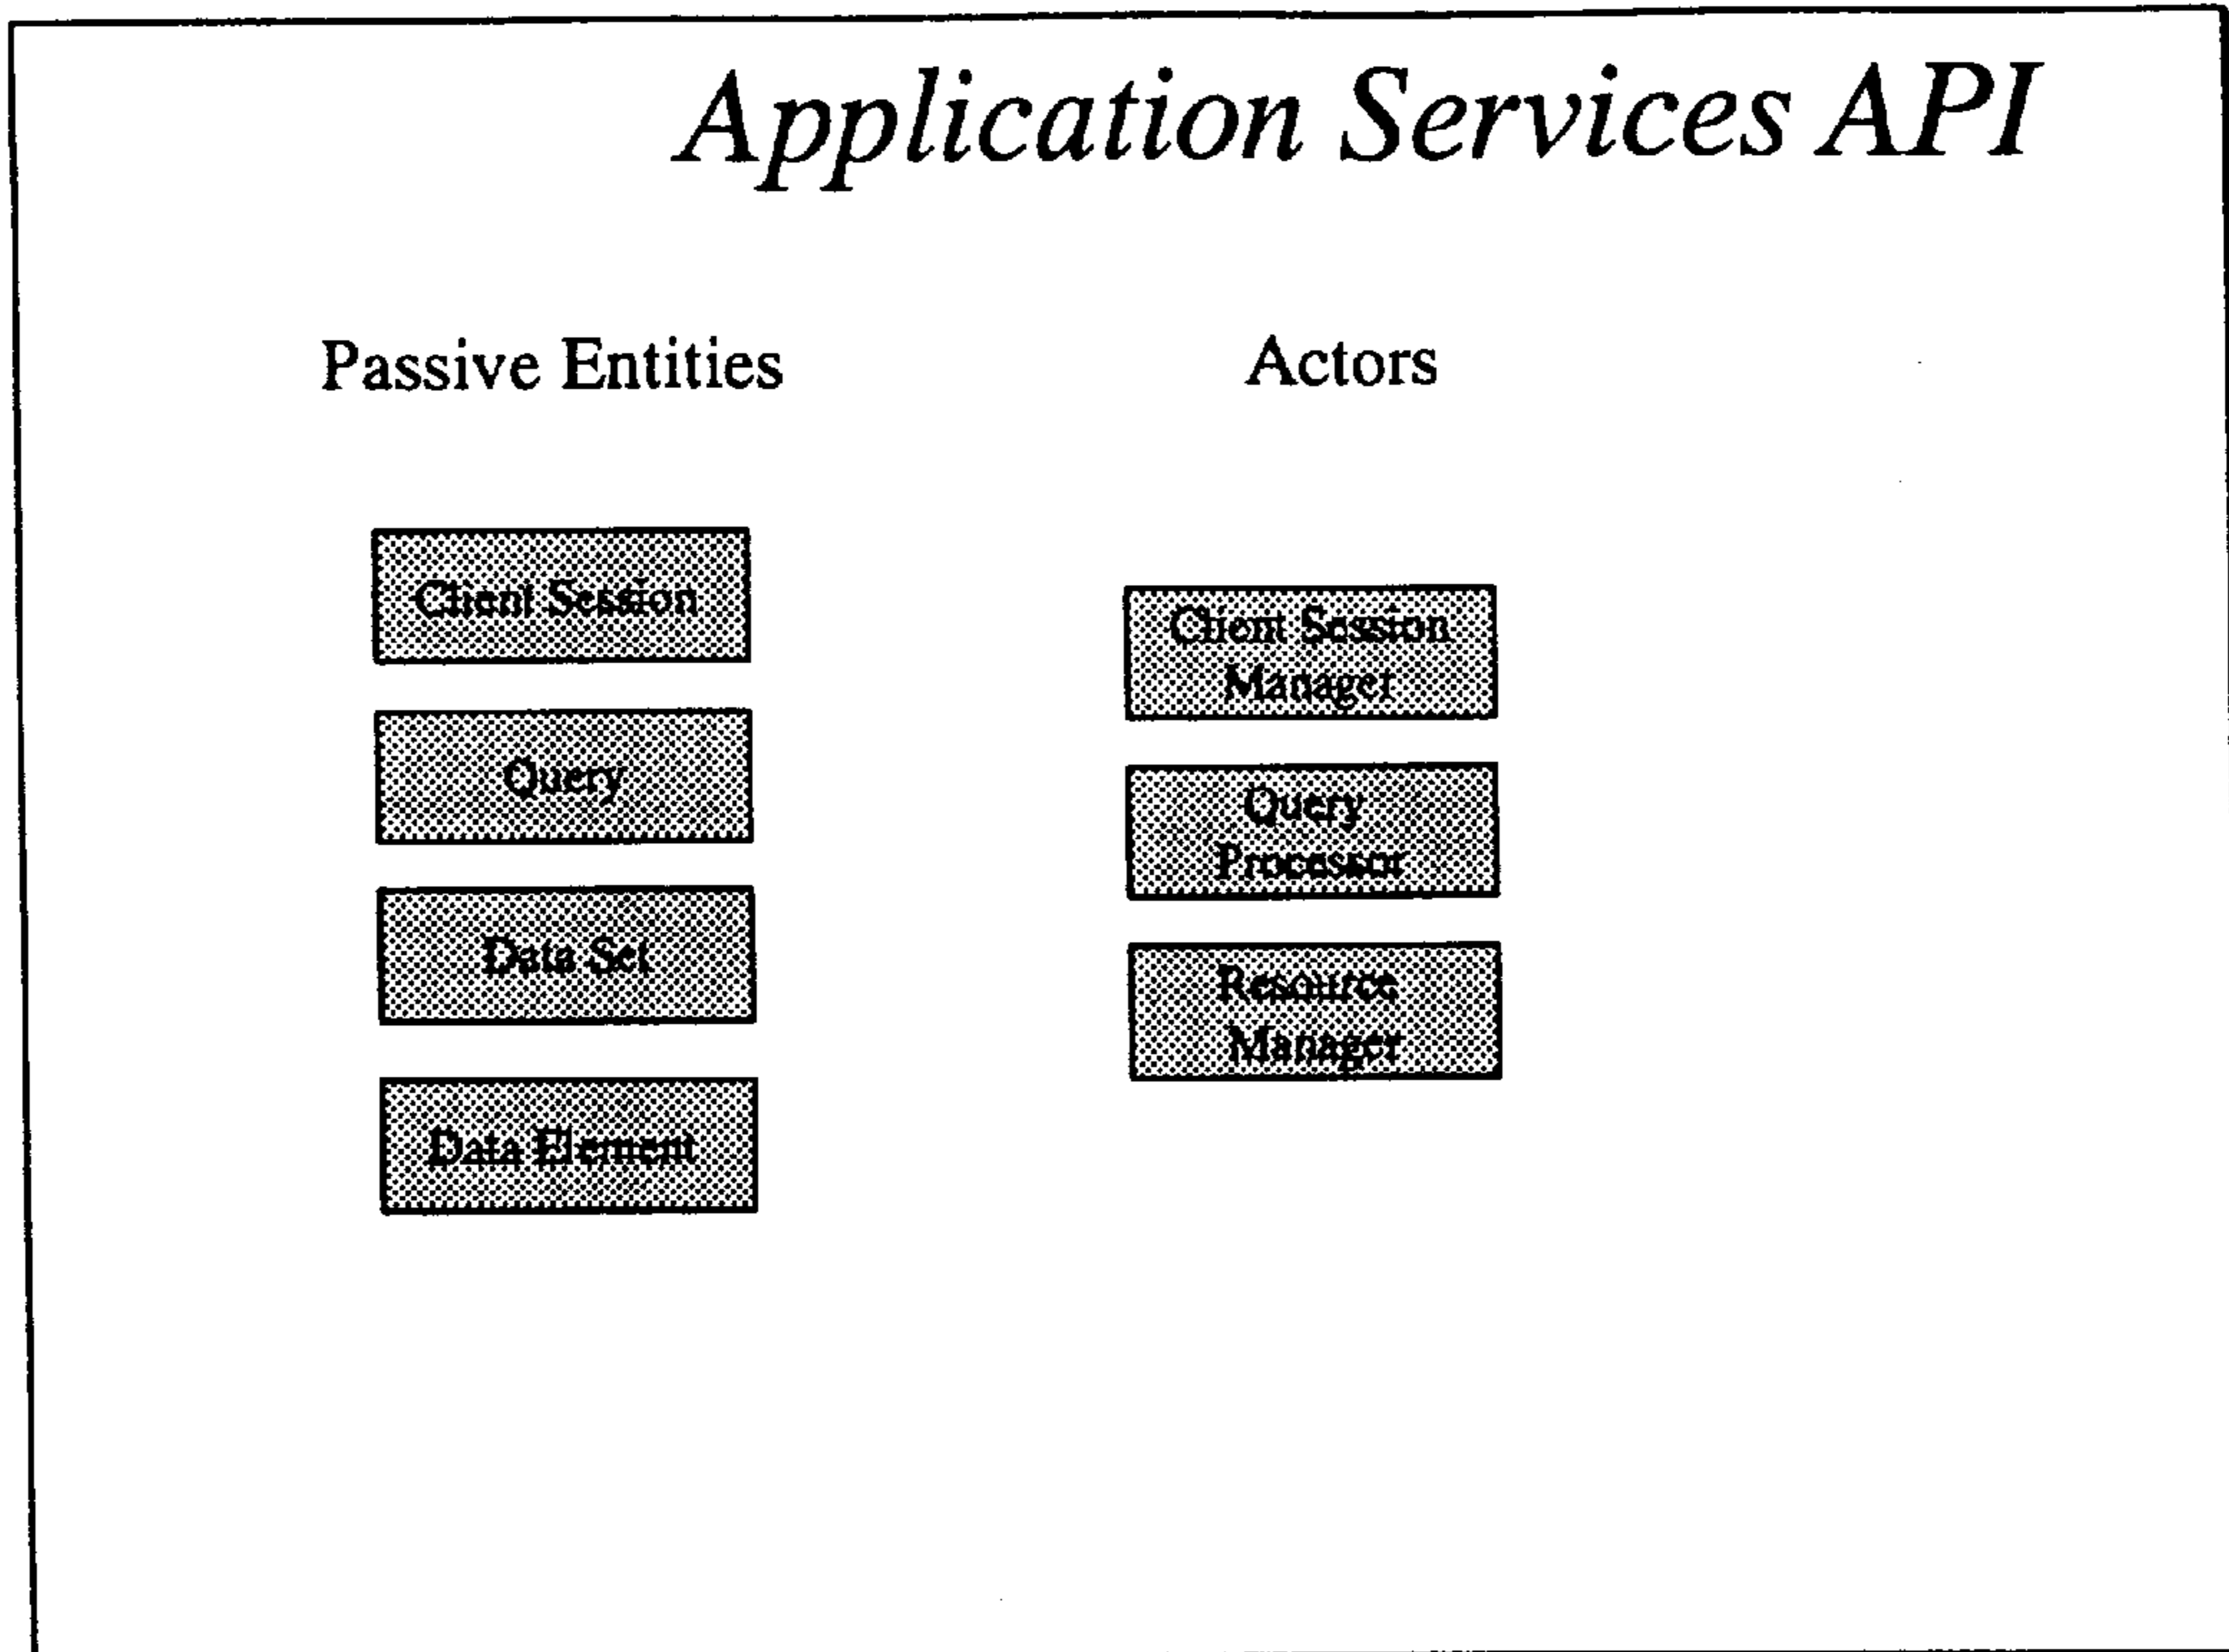 Application Services API
Passive Entities
Client Session
Query
Data Set
Data Element
Actors
Client Session
Manager
Query
Processor
Resource
Manager